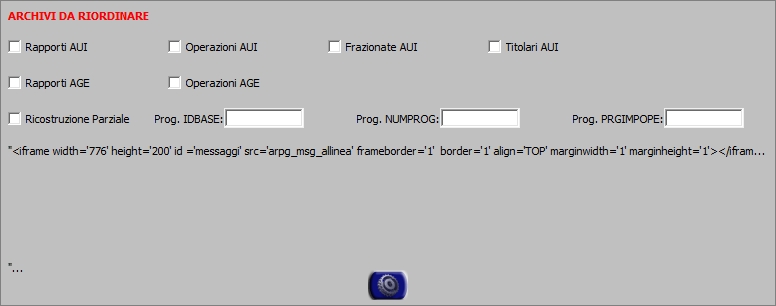 ARCHIVI DA RIORDINARE
Rapporti AUI Operazioni AUI Frazionate AUI Titolari AUI
Rapporti AGE Operazioni AGE
Ricostruzione Parziale Prog. IDBASE: Prog. NUMPROG: Prog. PRGIMPOPE:
"<iframe width='776' height='200' id ='messaggi' src='arpg_msg_allinea' frameborder='1' border='1' align='TOP' marginwidth='1' marginheight='1'></ifram...
"...